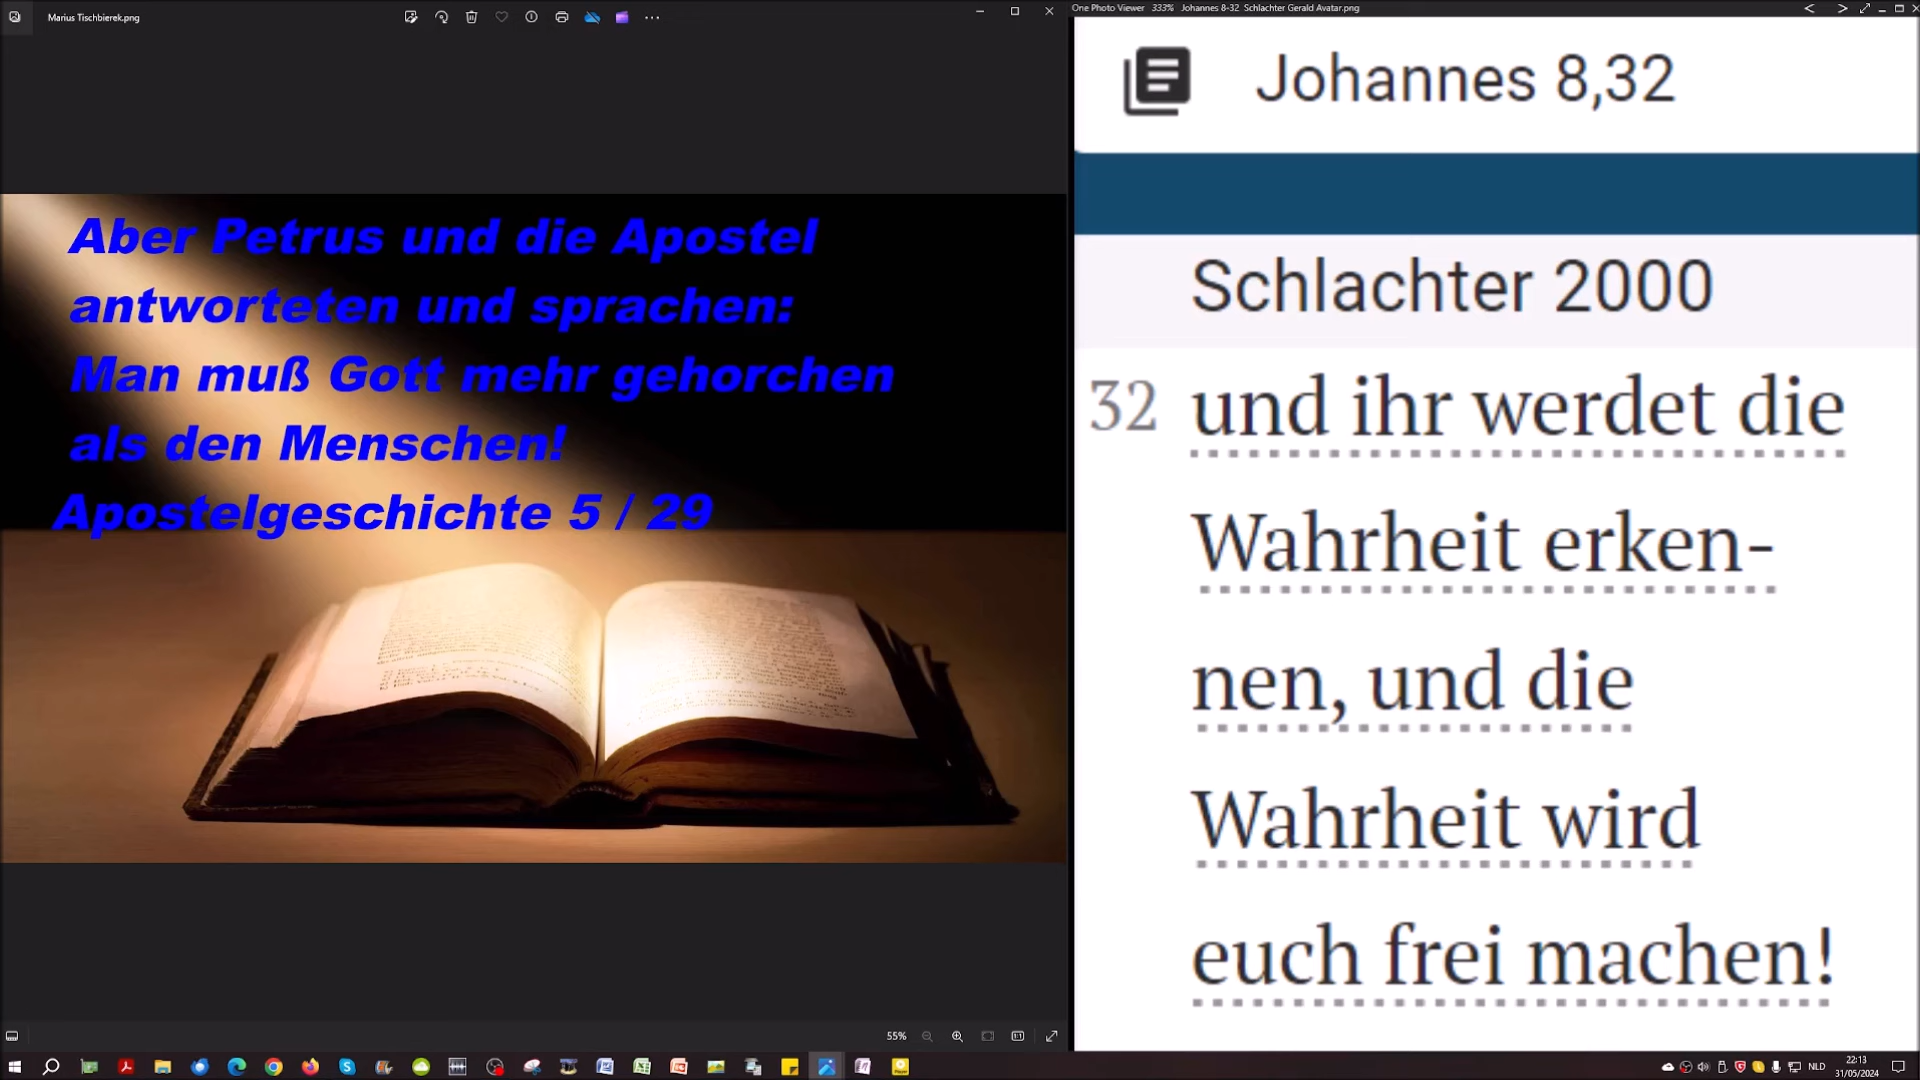 Marius Tischbierek.png
One Photo Viewer 333% Johannes 8-32 Schlachter Gerald Avatar.png
Aber Petrus und die Apostel
antworteten und sprachen:
Man muß Gott mehr gehorchen
als den Menschen!
Apostelgeschichte 5 / 29
Johannes 8,32
Schlachter 2000
32 und ihr werdet die
Wahrheit erken-
nen, und die
Wahrheit wird
euch frei machen!
55%
NLD
22:13
31/05/2024